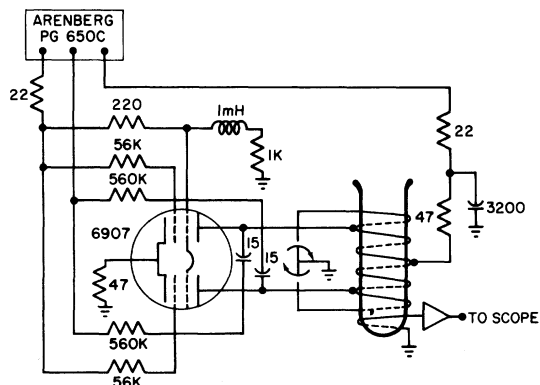 ARENBERG
PG 650C
22
220
1mH
1K
56K
560K
22
47
3200
6907
15
15
47
560K
56K
TO SCOPE